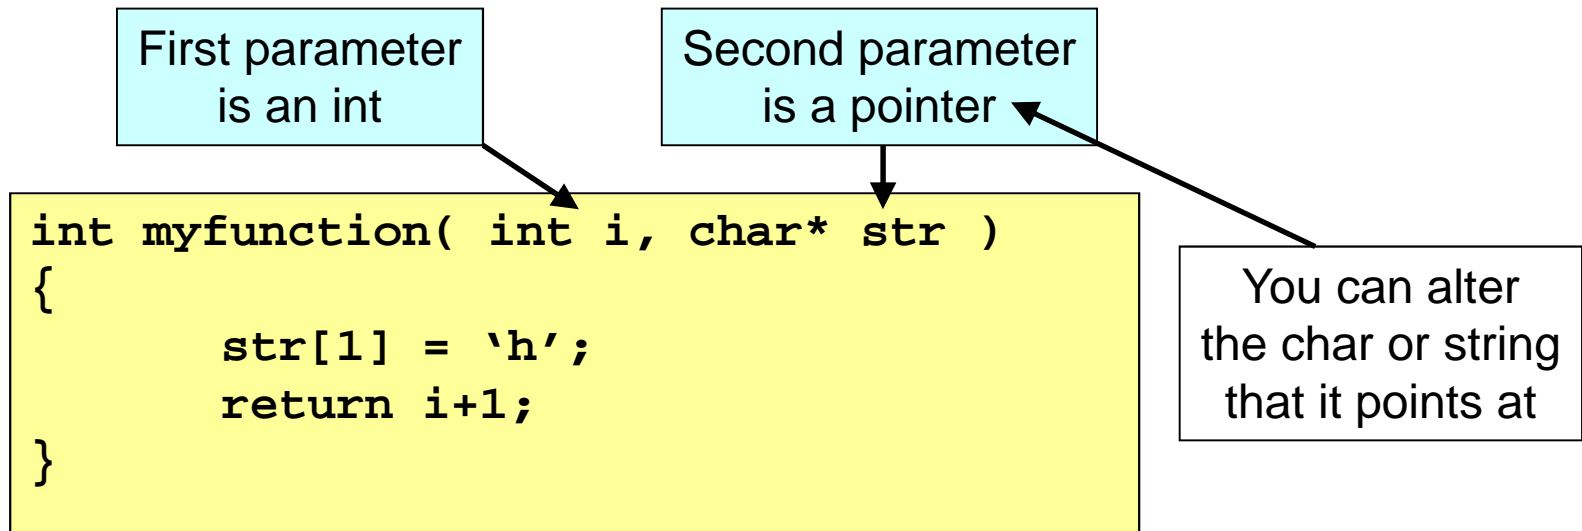 First parameter
is an int
Second parameter
is a pointer
int myfunction( int i, char* str )
{
str[1] = ‘h’;
return i+1;
}
You can alter
the char or string
that it points at